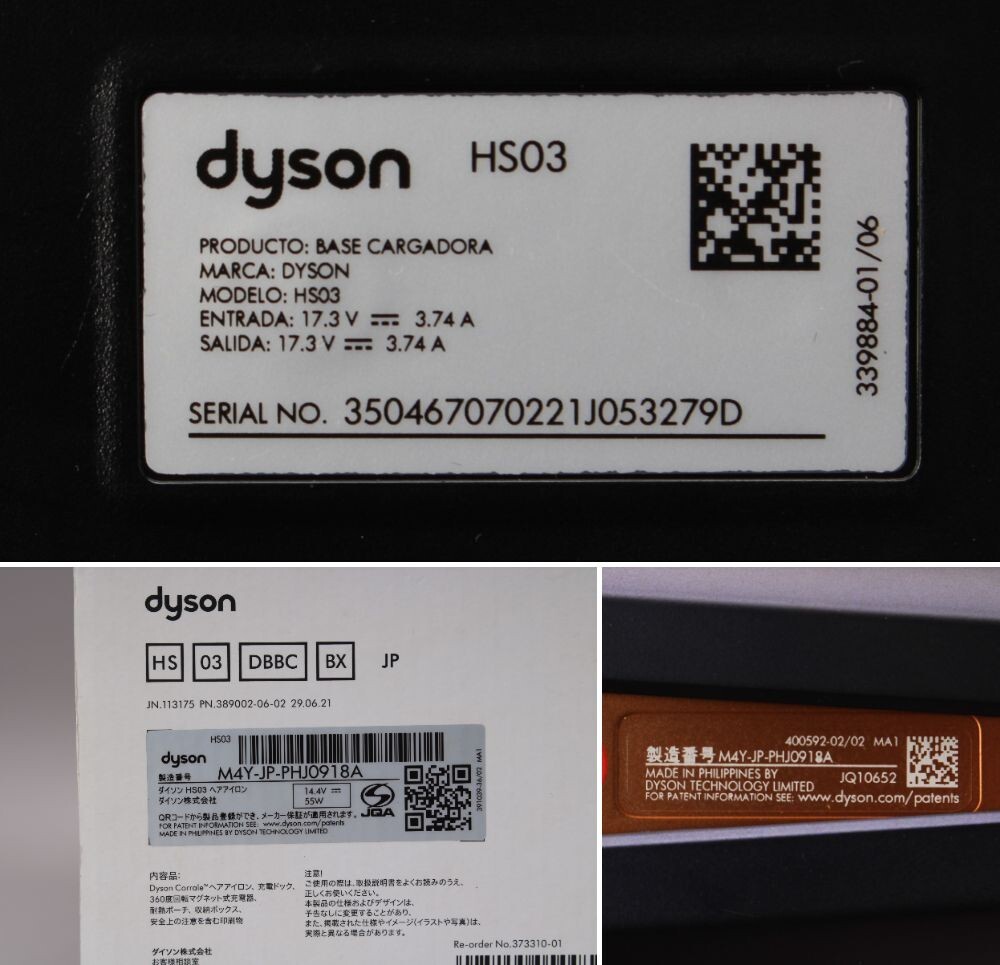 dyson HS03
PRODUCTO: BASE CARGADORA
MARCA: DYSON
MODELO: HS03
ENTRADA: 17.3 V ⎓ 3.74 A
SALIDA: 17.3 V ⎓ 3.74 A
SERIAL NO. 350467070221J053279D
339884-01/06
dyson
HS 03 DBBC BX JP
JN.113175 PN.389002-06-02 29.06.21
HS03
dyson
製造番号 M4Y-JP-PHJ0918A
ダイソン HS03 ヘアアイロン
ダイソン株式会社
14.4V ⎓
55W
S
JQA
QRコードから製品登録ができ、メーカー保証が適用されます。
FOR PATENT INFORMATION SEE: www.dyson.com/patents
MADE IN PHILIPPINES BY DYSON TECHNOLOGY LIMITED
MA1
内容品:
Dyson Corrale™ヘアアイロン、充電ドック、
360度回転マグネット式充電器、
耐熱ポーチ、収納ボックス、
安全上の注意を含む印刷物
注意!
ご使用の際は、取扱説明書をよくお読みのうえ、
正しくお使いください。
本製品の仕様およびデザインは、
予告なしに変更することがあり、
また、掲載された仕様やイメージ(イラストや写真)は、
実際と異なる場合があります。
Re-order No.373310-01
ダイソン株式会社
お客様相談室
400592-02/02 MA1
製造番号 M4Y-JP-PHJ0918A
MADE IN PHILIPPINES BY JQ10652
DYSON TECHNOLOGY LIMITED
FOR PATENT INFORMATION SEE: www.dyson.com/patents